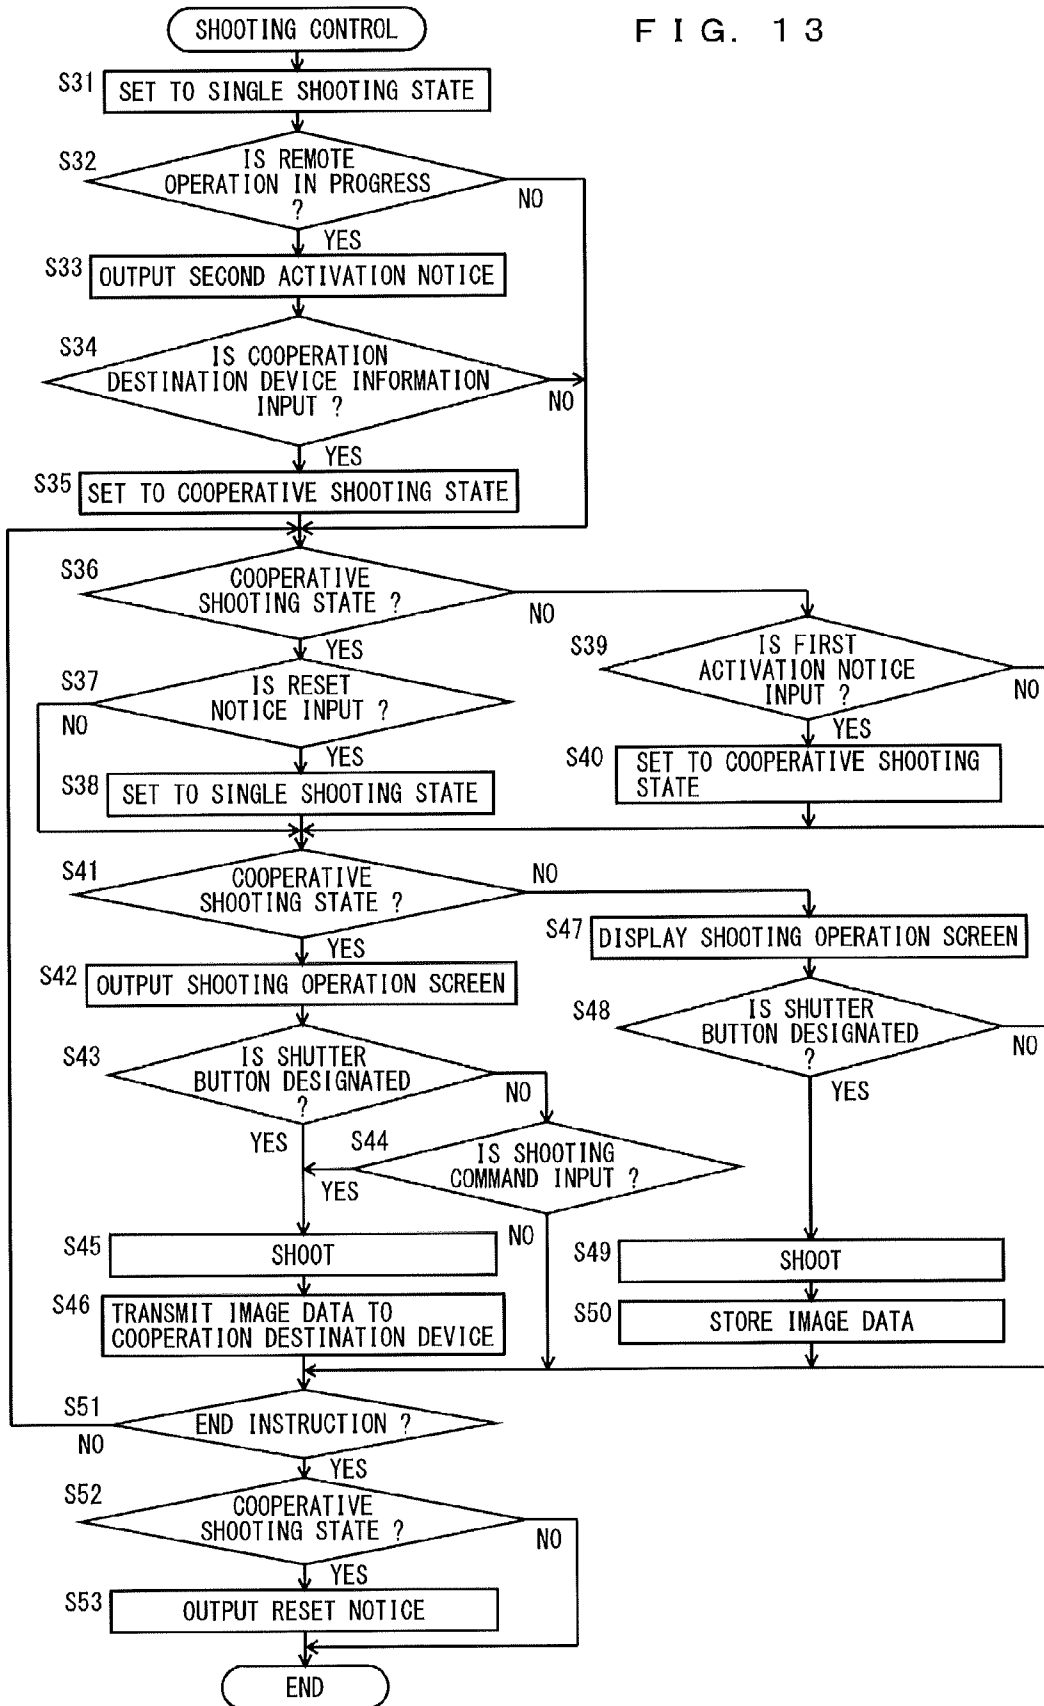 FIG. 13
SHOOTING CONTROL
S31
SET TO SINGLE SHOOTING STATE
S32
IS REMOTE
OPERATION IN PROGRESS
?
NO
YES
S33
OUTPUT SECOND ACTIVATION NOTICE
S34
IS COOPERATION
DESTINATION DEVICE INFORMATION
INPUT ?
NO
YES
S35
SET TO COOPERATIVE SHOOTING STATE
S36
COOPERATIVE
SHOOTING STATE ?
NO
YES
S37
IS RESET
NOTICE INPUT ?
NO
YES
S38
SET TO SINGLE SHOOTING STATE
S39
IS FIRST
ACTIVATION NOTICE
INPUT ?
NO
YES
S40
SET TO COOPERATIVE SHOOTING
STATE
S41
COOPERATIVE
SHOOTING STATE ?
NO
YES
S42
OUTPUT SHOOTING OPERATION SCREEN
S43
IS SHUTTER
BUTTON DESIGNATED
?
NO
YES
S44
IS SHOOTING
COMMAND INPUT ?
YES
NO
S45
SHOOT
S46
TRANSMIT IMAGE DATA TO
COOPERATION DESTINATION DEVICE
S47
DISPLAY SHOOTING OPERATION SCREEN
S48
IS SHUTTER
BUTTON DESIGNATED
?
NO
YES
S49
SHOOT
S50
STORE IMAGE DATA
S51
END INSTRUCTION ?
NO
YES
S52
COOPERATIVE
SHOOTING STATE ?
NO
YES
S53
OUTPUT RESET NOTICE
END